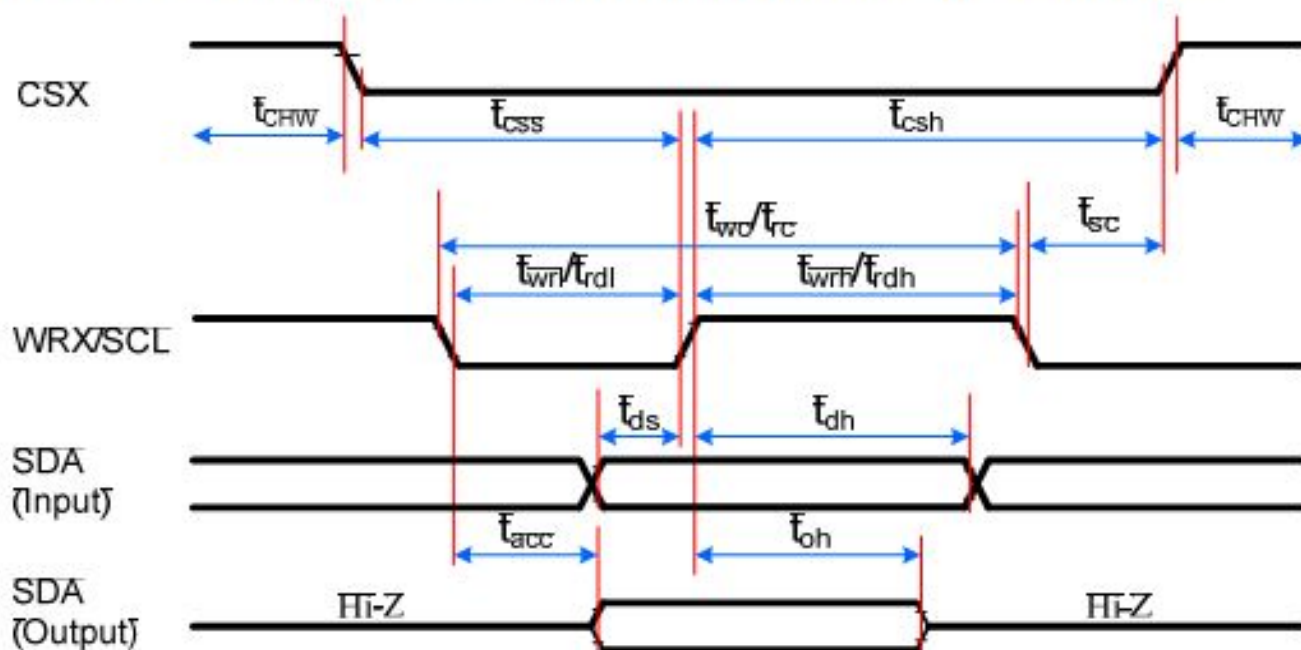 CSX
tCHW
tcss
tcsh
tCHW
twc/trc
tsc
twrl/trdl
twrh/trdh
WRX/SCL
tds
tdh
SDA
(Input)
tacc
toh
SDA
(Output)
Hi-Z
Hi-Z